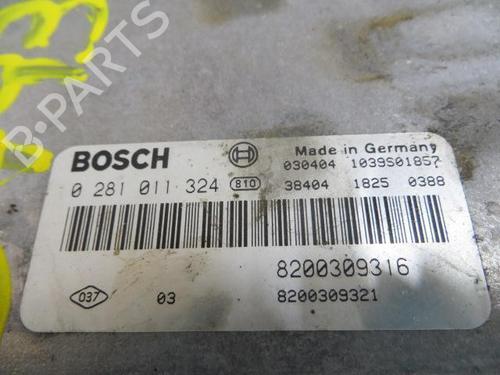 B-PARTS
BOSCH
Made in Germany
030404 1039S01857
0 281 011 324 810 38404 1825 0388
8200309316
037 03 8200309321